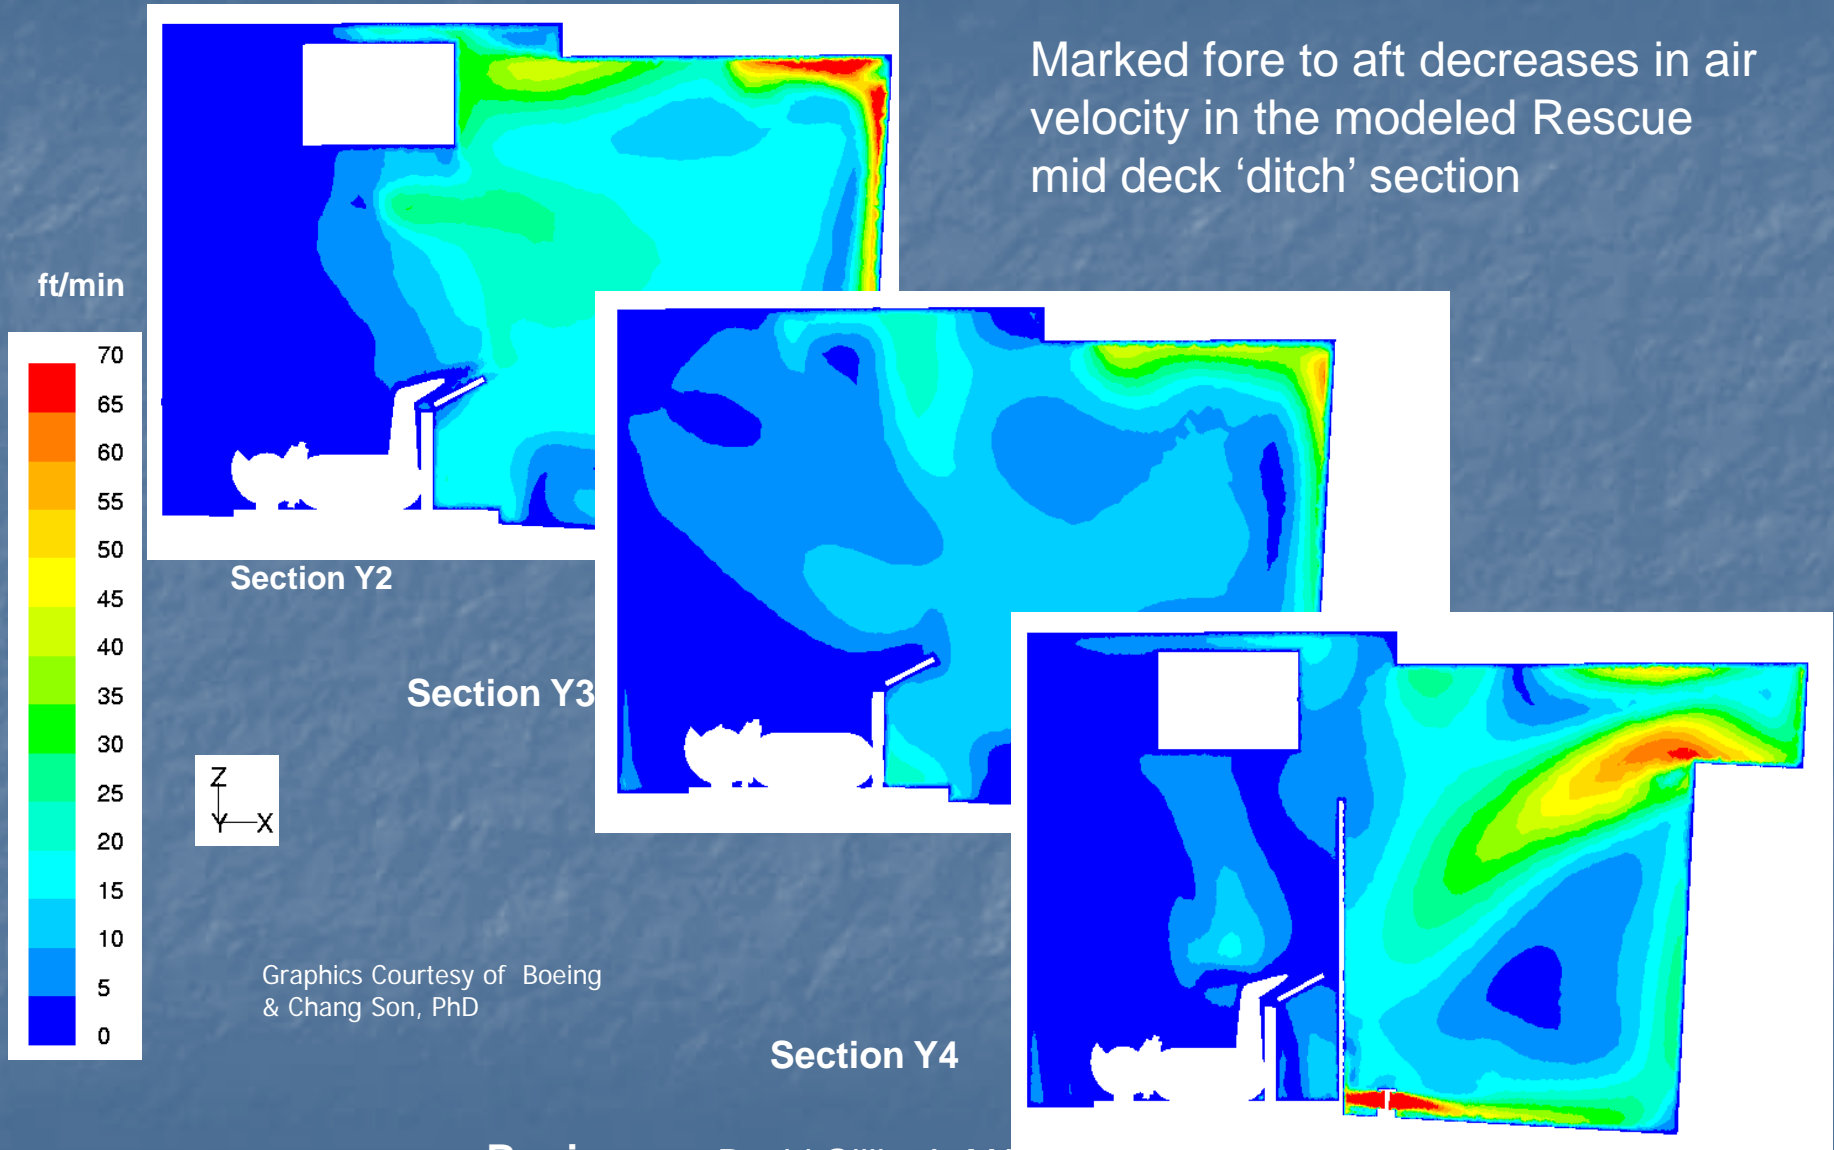 Marked fore to aft decreases in air
velocity in the modeled Rescue
mid deck ‘ditch’ section
ft/min
70
65
60
55
50
45
40
35
30
25
20
15
10
5
0
Section Y2
Section Y3
Z
Y
X
Graphics Courtesy of Boeing
& Chang Son, PhD
Section Y4